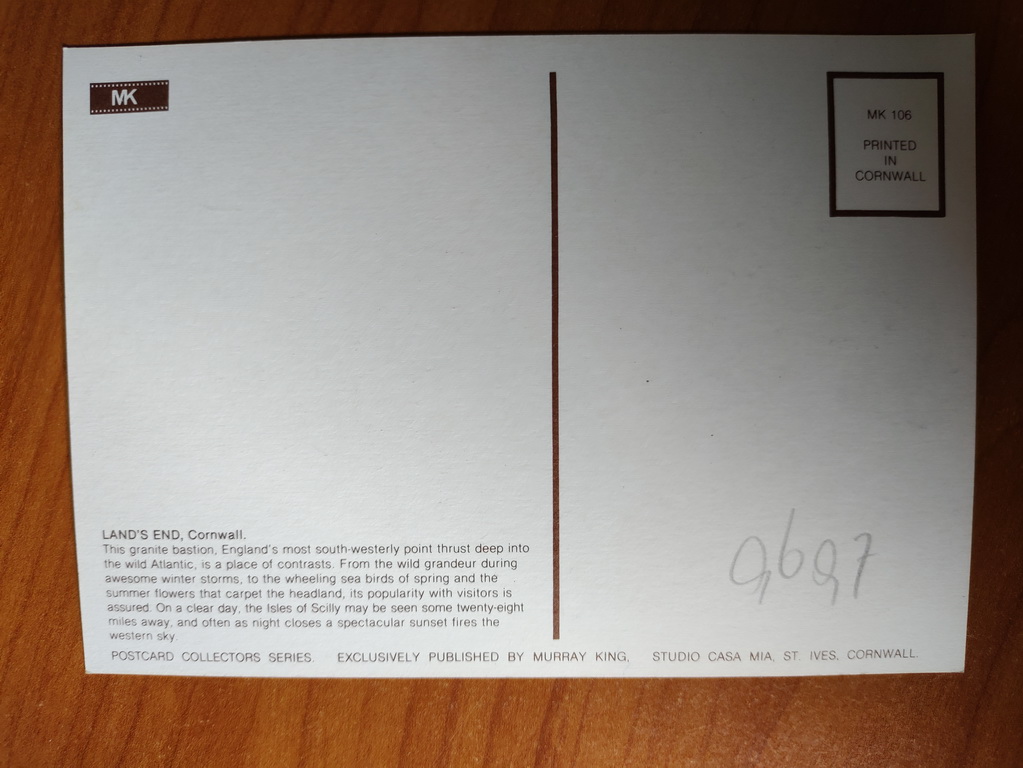 MK
MK 106
PRINTED
IN
CORNWALL
LAND'S END, Cornwall.
This granite bastion, England's most south-westerly point thrust deep into
the wild Atlantic, is a place of contrasts. From the wild grandeur during
awesome winter storms, to the wheeling sea birds of spring and the
summer flowers that carpet the headland, its popularity with visitors is
assured. On a clear day, the Isles of Scilly may be seen some twenty-eight
miles away, and often as night closes a spectacular sunset fires the
western sky.
POSTCARD COLLECTORS SERIES. EXCLUSIVELY PUBLISHED BY MURRAY KING, STUDIO CASA MIA, ST. IVES, CORNWALL.
9697